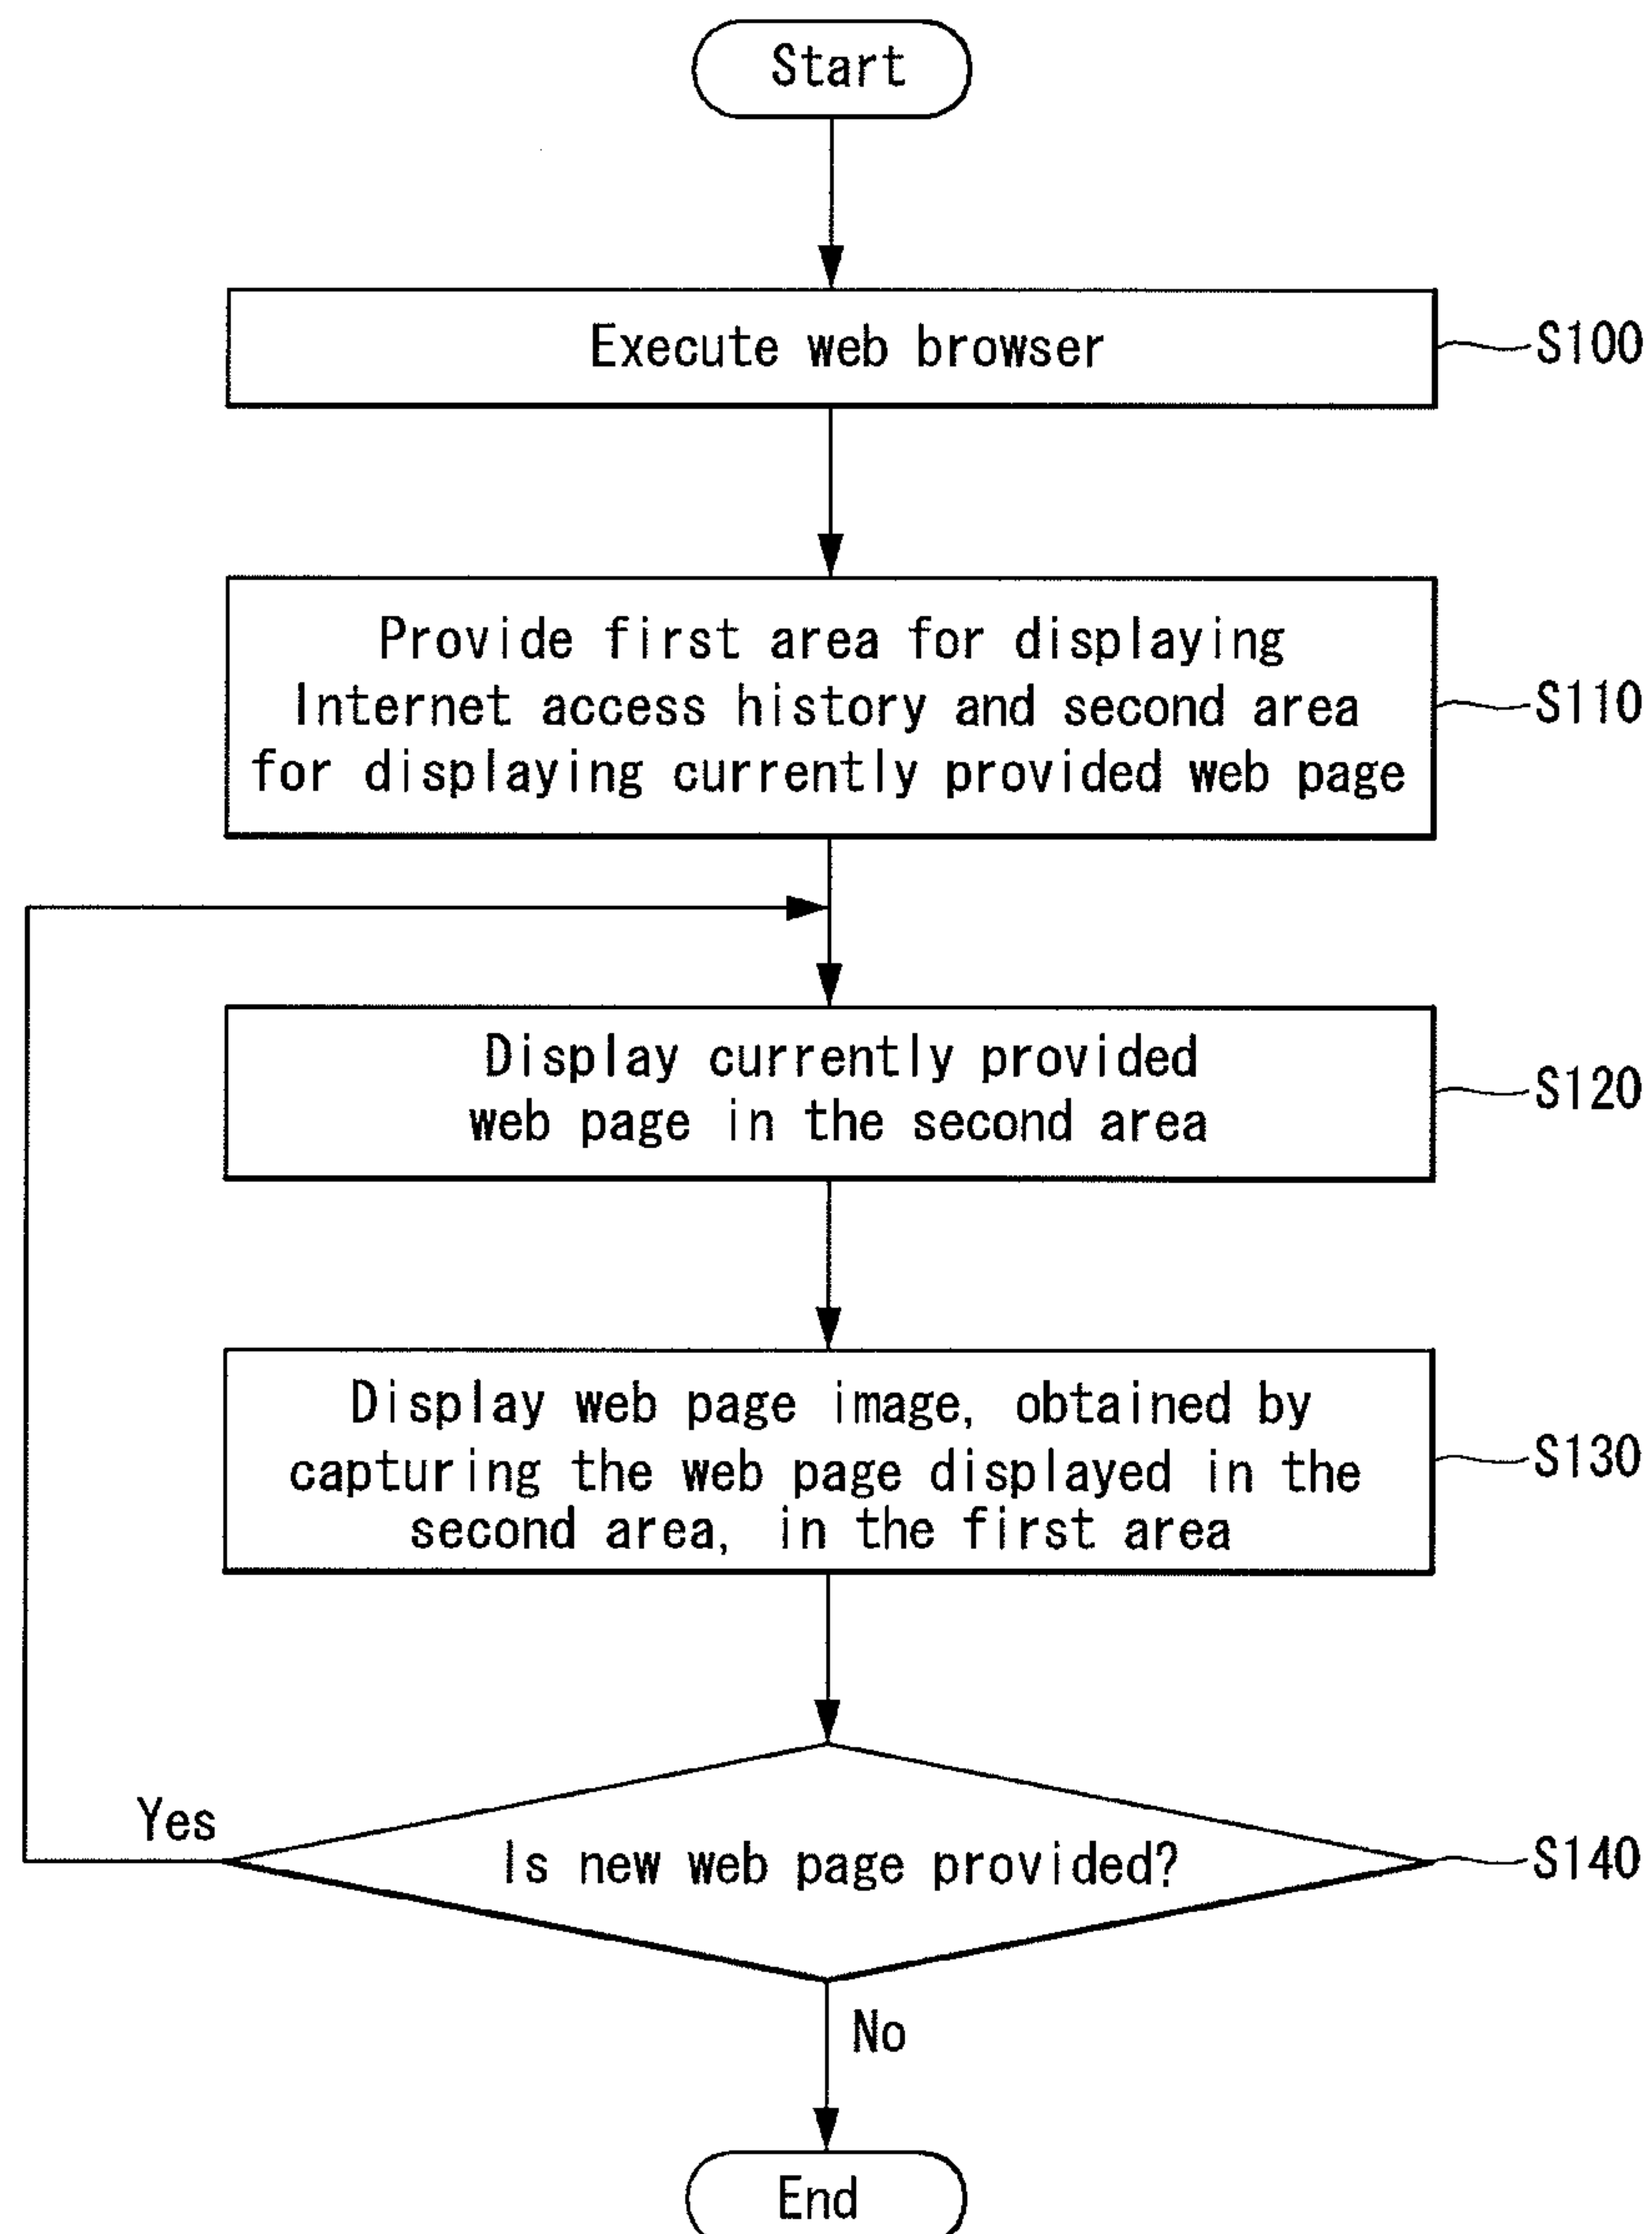 Start
Execute web browser
S100
Provide first area for displaying
Internet access history and second area
for displaying currently provided web page
S110
Display currently provided
web page in the second area
S120
Display web page image, obtained by
capturing the web page displayed in the
second area, in the first area
S130
Yes
Is new web page provided?
S140
No
End